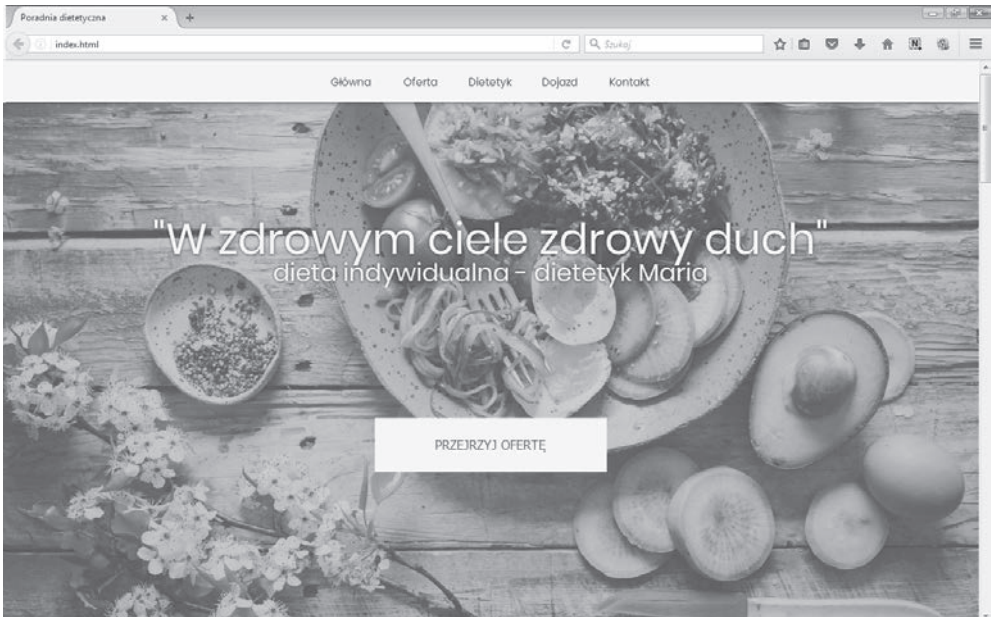 Poradnia dietetyczna
index.html
Szukaj
Główna Oferta Dietetyk Dojazd Kontakt
"W zdrowym ciele zdrowy duch"
dieta indywidualna - dietetyk Maria
PRZEJRZYJ OFERTĘ